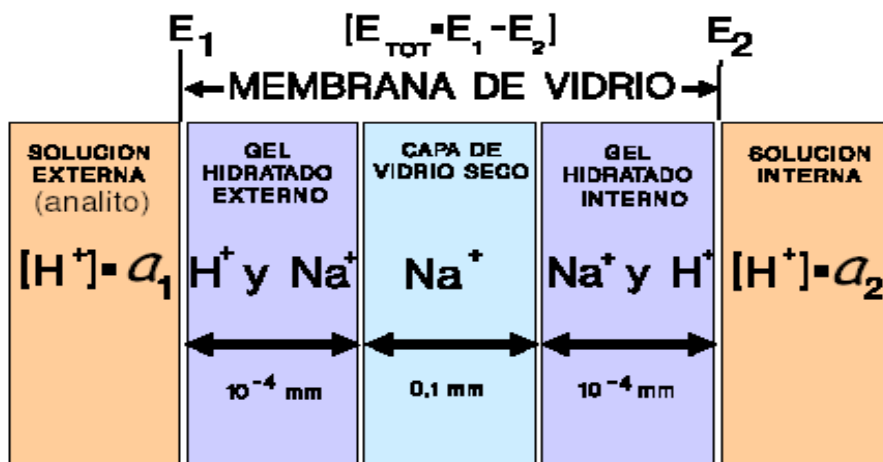 E₁ [E_TOT=E₁-E₂] E₂
MEMBRANA DE VIDRIO
SOLUCION
EXTERNA
(analito)
[H⁺]=a₁
GEL
HIDRATADO
EXTERNO
H⁺ y Na⁺
10⁻⁴ mm
CAPA DE
VIDRIO SECO
Na⁺
0,1 mm
GEL
HIDRATADO
INTERNO
Na⁺ y H⁺
10⁻⁴ mm
SOLUCION
INTERNA
[H⁺]=a₂